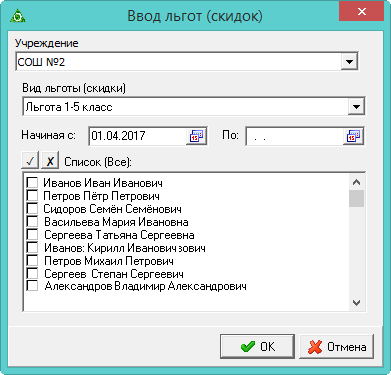 Ввод льгот (скидок)
Учреждение
СОШ №2
Вид льготы (скидки)
Льгота 1-5 класс
Начиная с: 01.04.2017 По: . .
Список (Все):
Иванов Иван Иванович
Петров Пётр Петрович
Сидоров Семён Семёнович
Васильева Мария Ивановна
Сергеева Татьяна Сергеевна
Иванов: Кирилл Иванович
Петров Михаил Петрович
Сергеев Степан Сергеевич
Александров Владимир Александрович
OK Отмена